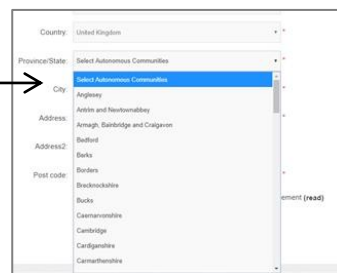 Country: United Kingdom *
Province/State: Select Autonomous Communities *
Select Autonomous Communities
City: Anglesey
Antrim and Newtownabbey
Address: Armagh, Bainbridge and Craigavon *
Bedford
Address2: Berks
Borders
Post code: Bracknockshire *
Bucks
ement (read)
Caernarvonshire
Cambridge
Cardiganshire
Carmarthenshire